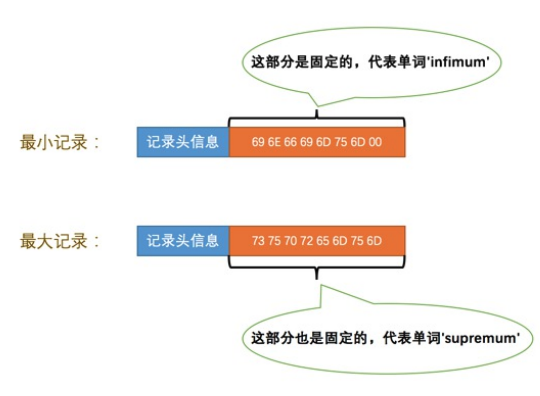 这部分是固定的，代表单词'infimum'
最小记录：
记录头信息
69 6E 66 69 6D 75 6D 00
最大记录：
记录头信息
73 75 70 72 65 6D 75 6D
这部分也是固定的，代表单词'supremum'